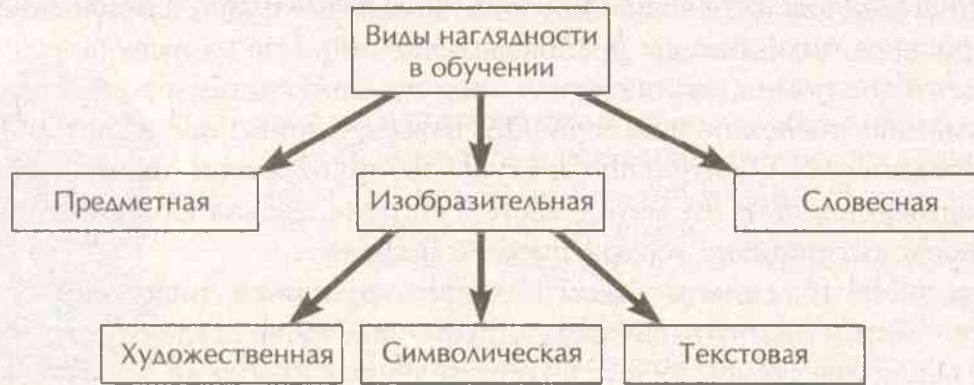 Виды наглядности
в обучении
Предметная
Изобразительная
Словесная
Художественная
Символическая
Текстовая